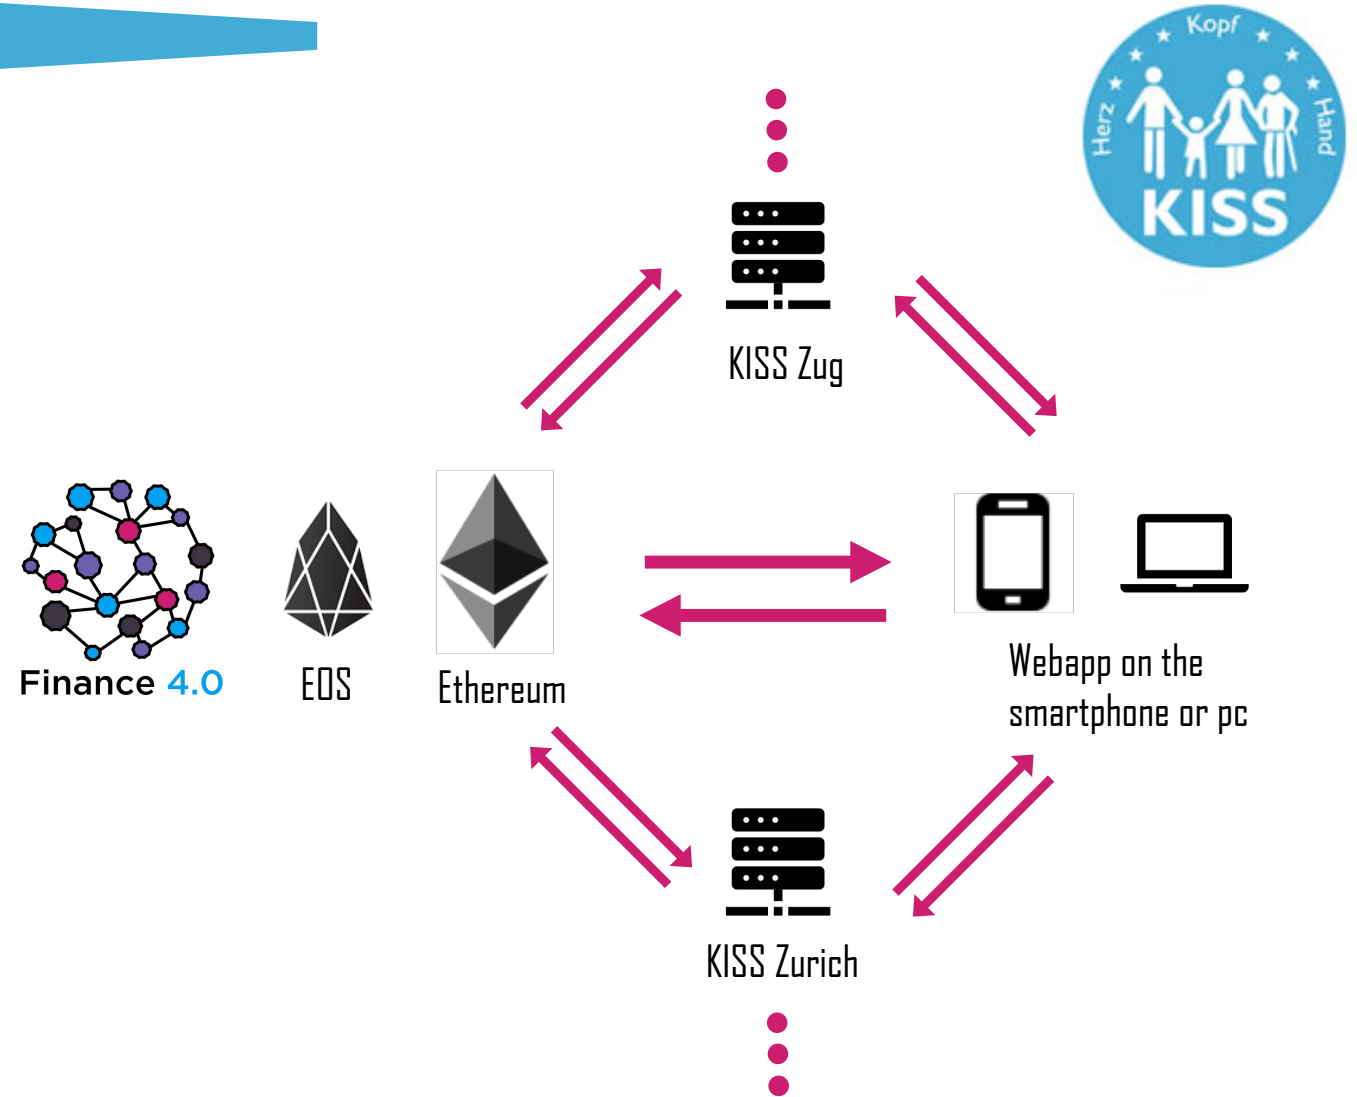 Kopf
Herz
Hand
KISS
KISS Zug
Finance 4.0
EOS
Ethereum
Webapp on the
smartphone or pc
KISS Zurich